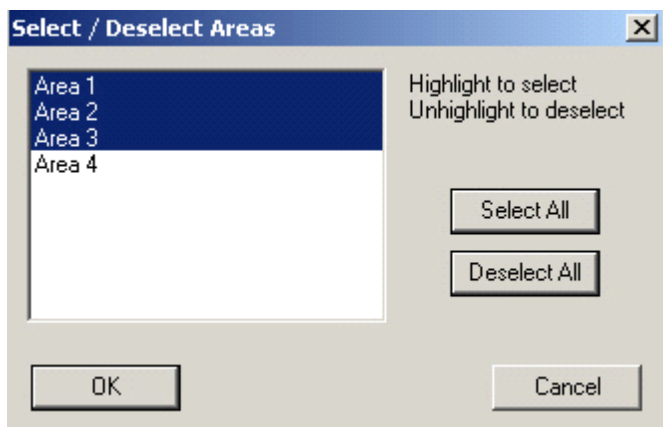 Select / Deselect Areas
Area 1
Area 2
Area 3
Area 4
Highlight to select
Unhighlight to deselect
Select All
Deselect All
OK
Cancel